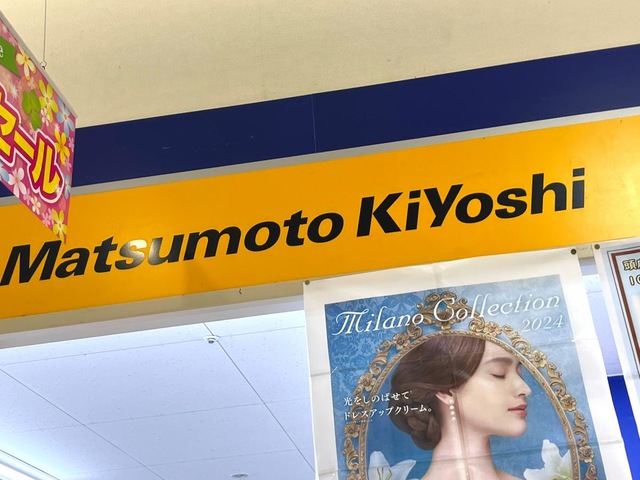 セール
Matsumoto KiYoshi
Milano Collection
2024
光をしのばせて
ドレスアップクリーム。